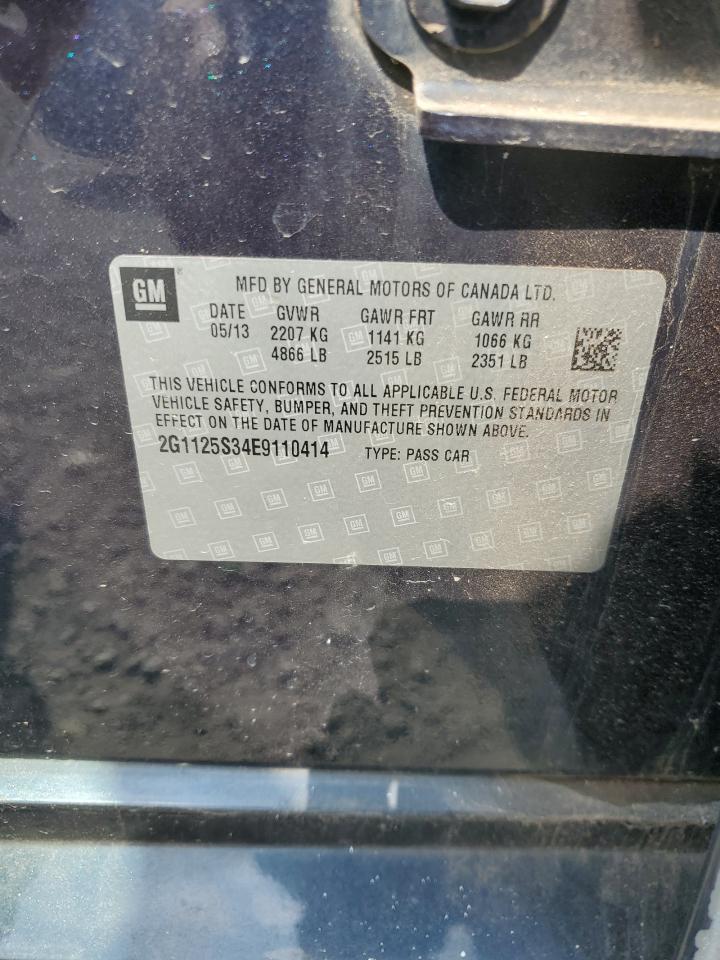 GM
MFD BY GENERAL MOTORS OF CANADA LTD.
DATE GVWR GAWR FRT GAWR RR
05/13 2207 KG 1141 KG 1066 KG
4866 LB 2515 LB 2351 LB
THIS VEHICLE CONFORMS TO ALL APPLICABLE U.S. FEDERAL MOTOR
VEHICLE SAFETY, BUMPER, AND THEFT PREVENTION STANDARDS IN
EFFECT ON THE DATE OF MANUFACTURE SHOWN ABOVE.
2G1125S34E9110414 TYPE: PASS CAR